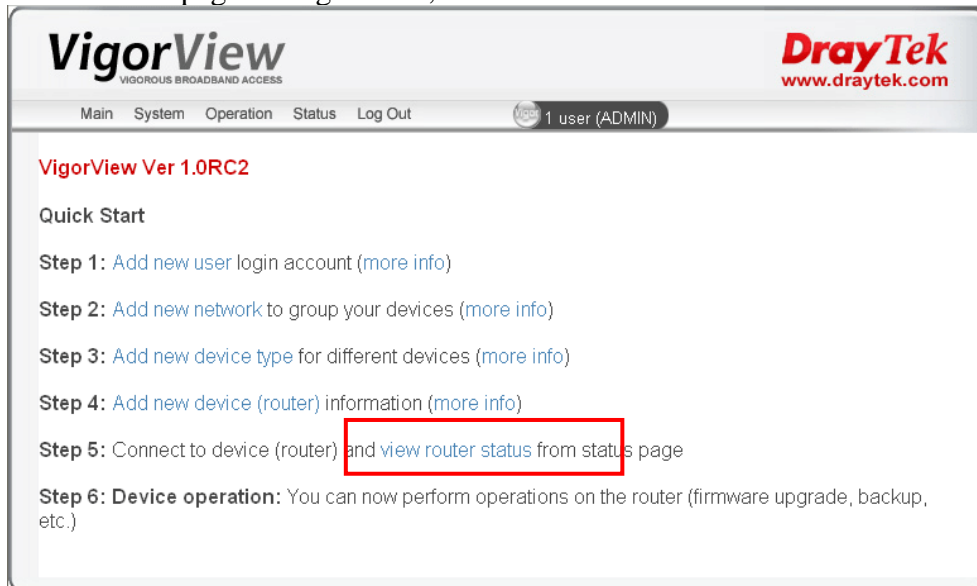 VigorView
VIGOROUS BROADBAND ACCESS
DrayTek
www.draytek.com
Main System Operation Status Log Out
1 user (ADMIN)
VigorView Ver 1.0RC2
Quick Start
Step 1: Add new user login account (more info)
Step 2: Add new network to group your devices (more info)
Step 3: Add new device type for different devices (more info)
Step 4: Add new device (router) information (more info)
Step 5: Connect to device (router) and view router status from status page
Step 6: Device operation: You can now perform operations on the router (firmware upgrade, backup,
etc.)